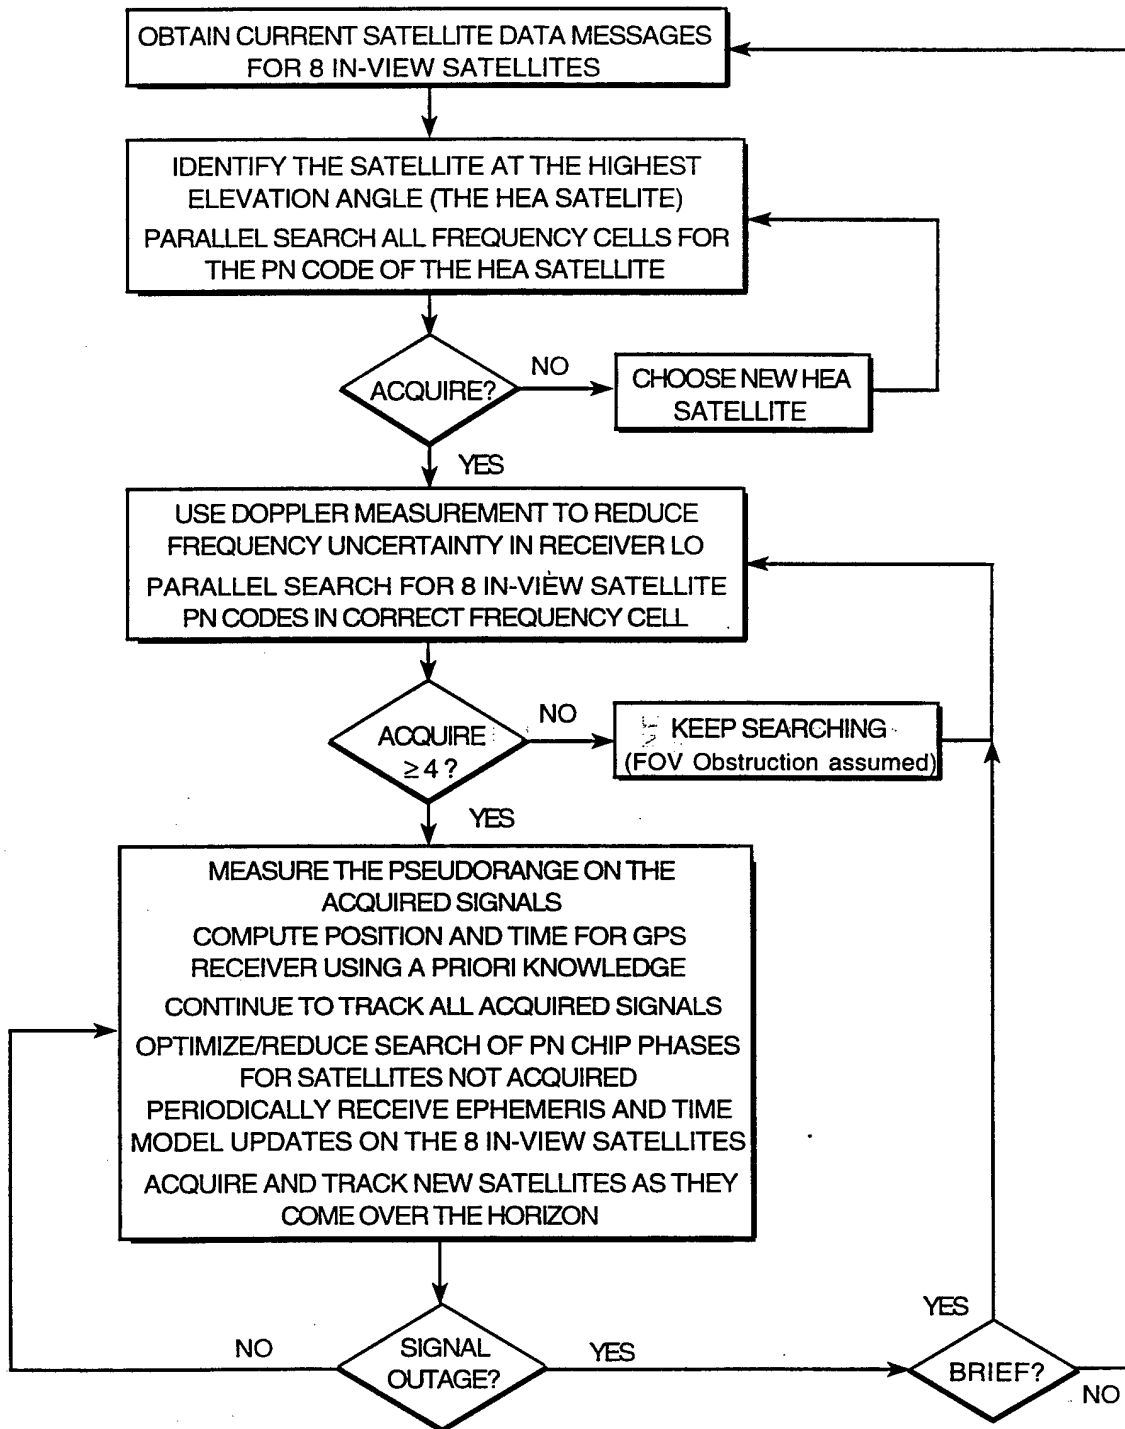 OBTAIN CURRENT SATELLITE DATA MESSAGES
FOR 8 IN-VIEW SATELLITES
IDENTIFY THE SATELLITE AT THE HIGHEST
ELEVATION ANGLE (THE HEA SATELITE)
PARALLEL SEARCH ALL FREQUENCY CELLS FOR
THE PN CODE OF THE HEA SATELLITE
ACQUIRE?
NO
CHOOSE NEW HEA
SATELLITE
YES
USE DOPPLER MEASUREMENT TO REDUCE
FREQUENCY UNCERTAINTY IN RECEIVER LO
PARALLEL SEARCH FOR 8 IN-VIEW SATELLITE
PN CODES IN CORRECT FREQUENCY CELL
ACQUIRE
≥4?
NO
KEEP SEARCHING
(FOV Obstruction assumed)
YES
MEASURE THE PSEUDORANGE ON THE
ACQUIRED SIGNALS
COMPUTE POSITION AND TIME FOR GPS
RECEIVER USING A PRIORI KNOWLEDGE
CONTINUE TO TRACK ALL ACQUIRED SIGNALS
OPTIMIZE/REDUCE SEARCH OF PN CHIP PHASES
FOR SATELLITES NOT ACQUIRED
PERIODICALLY RECEIVE EPHEMERIS AND TIME
MODEL UPDATES ON THE 8 IN-VIEW SATELLITES
ACQUIRE AND TRACK NEW SATELLITES AS THEY
COME OVER THE HORIZON
NO
SIGNAL
OUTAGE?
YES
YES
BRIEF?
NO